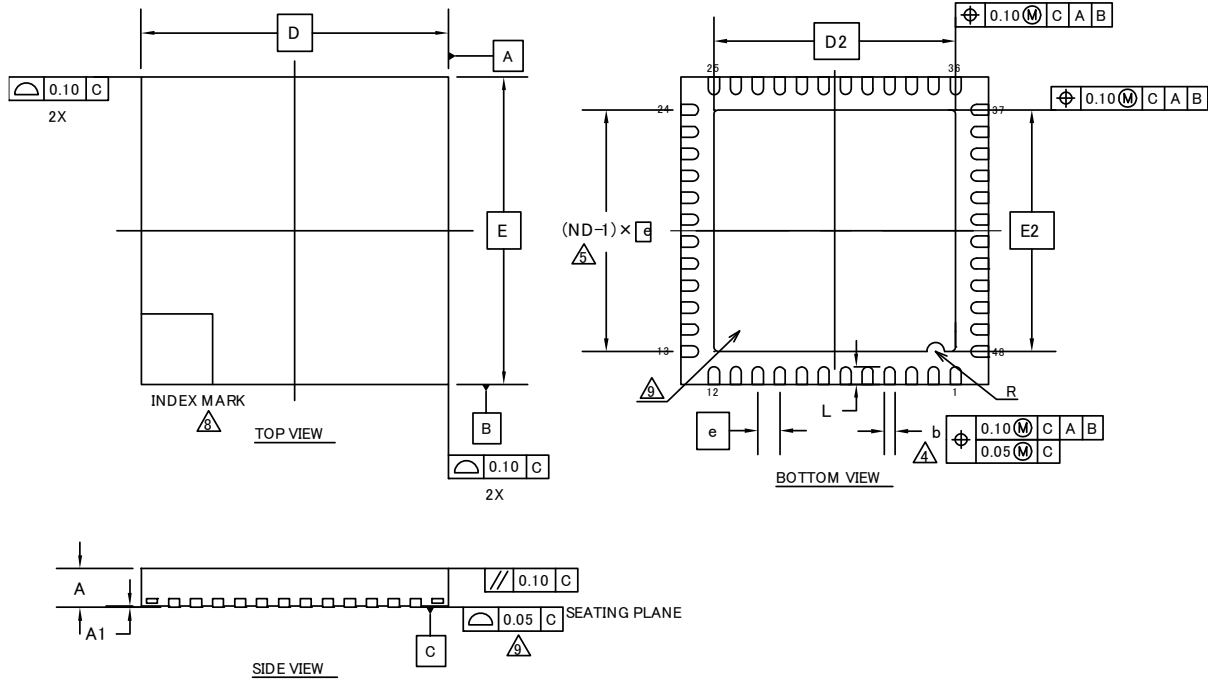 D
A
⌓ 0.10 C
2X
E
INDEX MARK
8
TOP VIEW
B
⌓ 0.10 C
2X
⌖ 0.10 Ⓜ C A B
D2
25
36
⌖ 0.10 Ⓜ C A B
24
37
(ND-1)× e
5
E2
13
48
9
12
1
L
R
e
b
4
⌖ 0.10 Ⓜ C A B
0.05 Ⓜ C
BOTTOM VIEW
A
// 0.10 C
A1
⌓ 0.05 C SEATING PLANE
9
C
SIDE VIEW